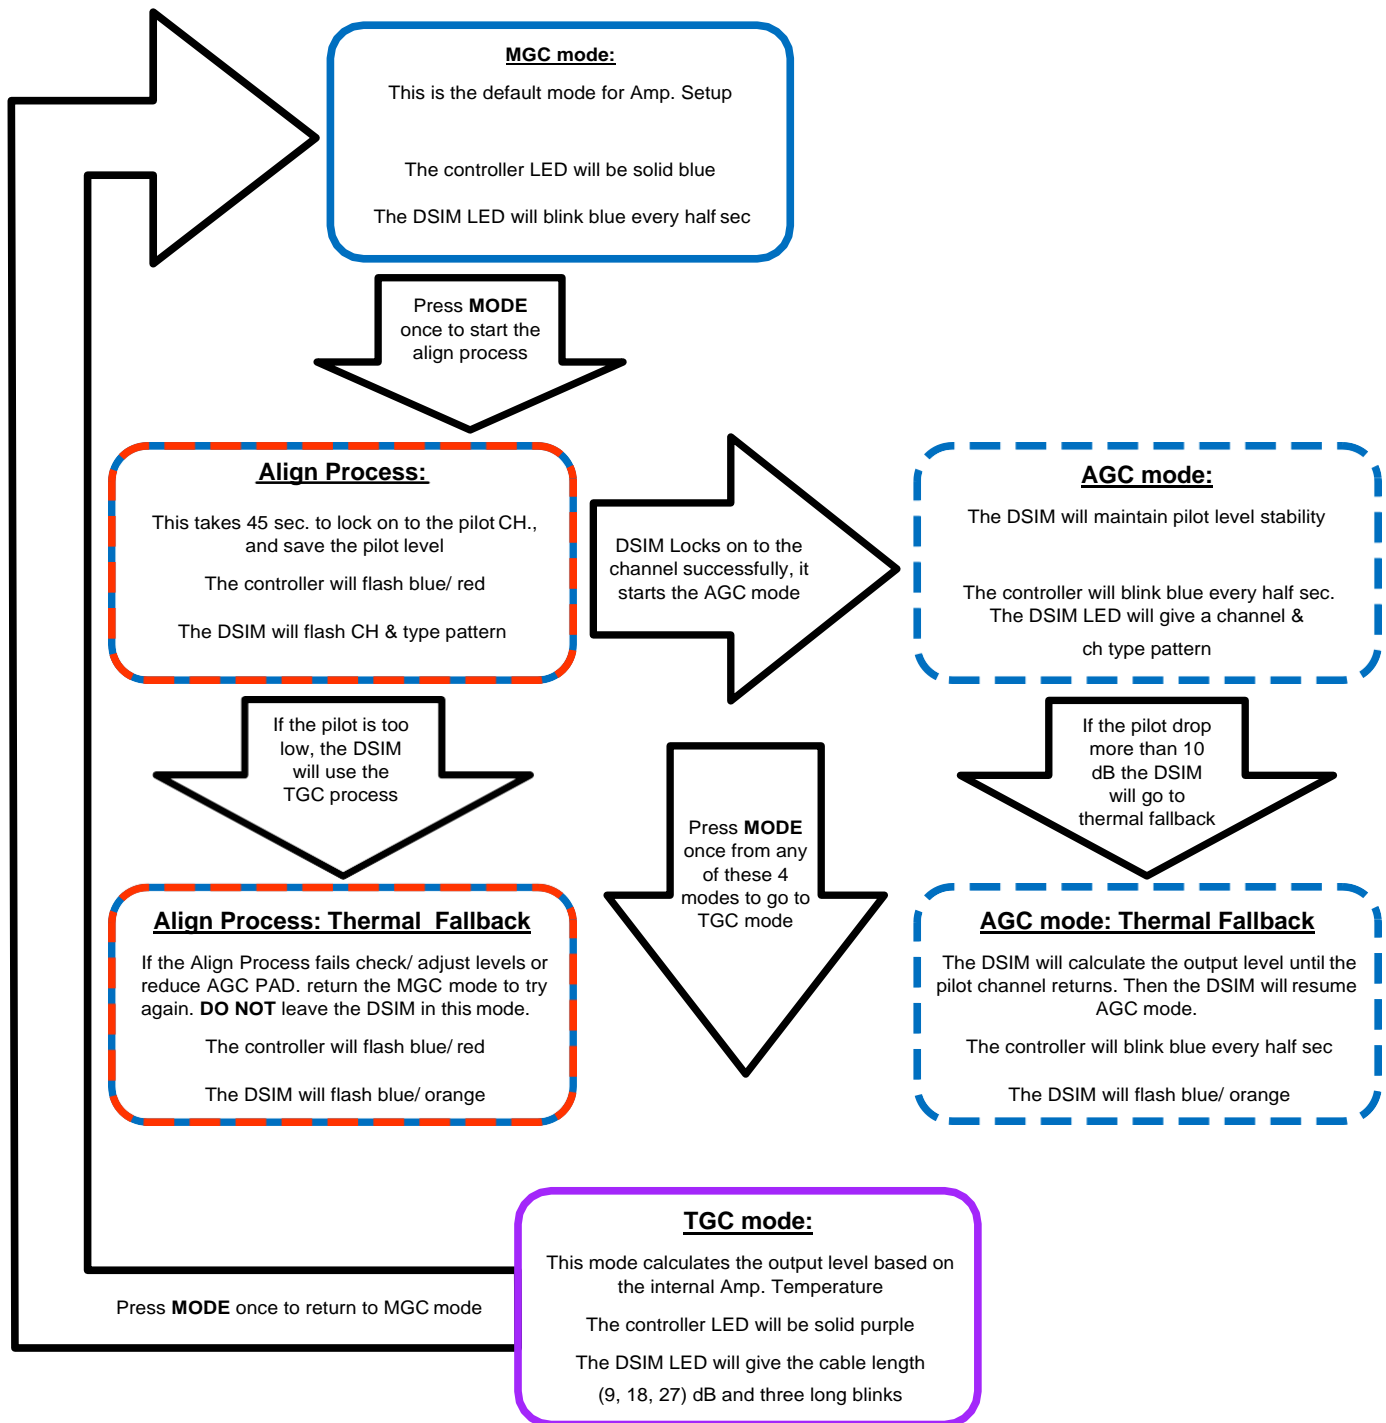 MGC mode:
This is the default mode for Amp. Setup
The controller LED will be solid blue
The DSIM LED will blink blue every half sec
Press MODE
once to start the
align process
Align Process:
This takes 45 sec. to lock on to the pilot CH.,
and save the pilot level
The controller will flash blue/ red
The DSIM will flash CH & type pattern
DSIM Locks on to the
channel successfully, it
starts the AGC mode
AGC mode:
The DSIM will maintain pilot level stability
The controller will blink blue every half sec.
The DSIM LED will give a channel &
ch type pattern
If the pilot is too
low, the DSIM
will use the
TGC process
Press MODE
once from any
of these 4
modes to go to
TGC mode
If the pilot drop
more than 10
dB the DSIM
will go to
thermal fallback
Align Process: Thermal Fallback
If the Align Process fails check/ adjust levels or
reduce AGC PAD. return the MGC mode to try
again. DO NOT leave the DSIM in this mode.
The controller will flash blue/ red
The DSIM will flash blue/ orange
AGC mode: Thermal Fallback
The DSIM will calculate the output level until the
pilot channel returns. Then the DSIM will resume
AGC mode.
The controller will blink blue every half sec
The DSIM will flash blue/ orange
TGC mode:
This mode calculates the output level based on
the internal Amp. Temperature
The controller LED will be solid purple
The DSIM LED will give the cable length
(9, 18, 27) dB and three long blinks
Press MODE once to return to MGC mode